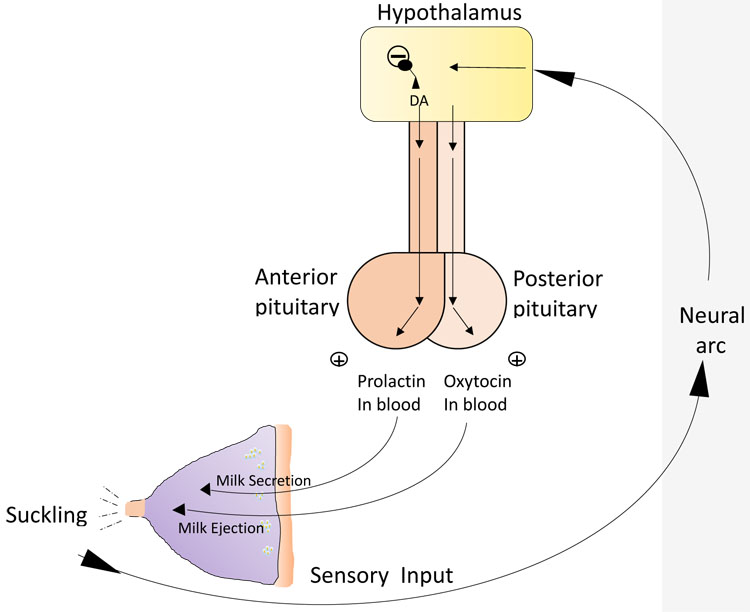 Hypothalamus
DA
Anterior
pituitary
Posterior
pituitary
Neural
arc
Prolactin
In blood
Oxytocin
In blood
Milk Secretion
Suckling
Milk Ejection
Sensory Input